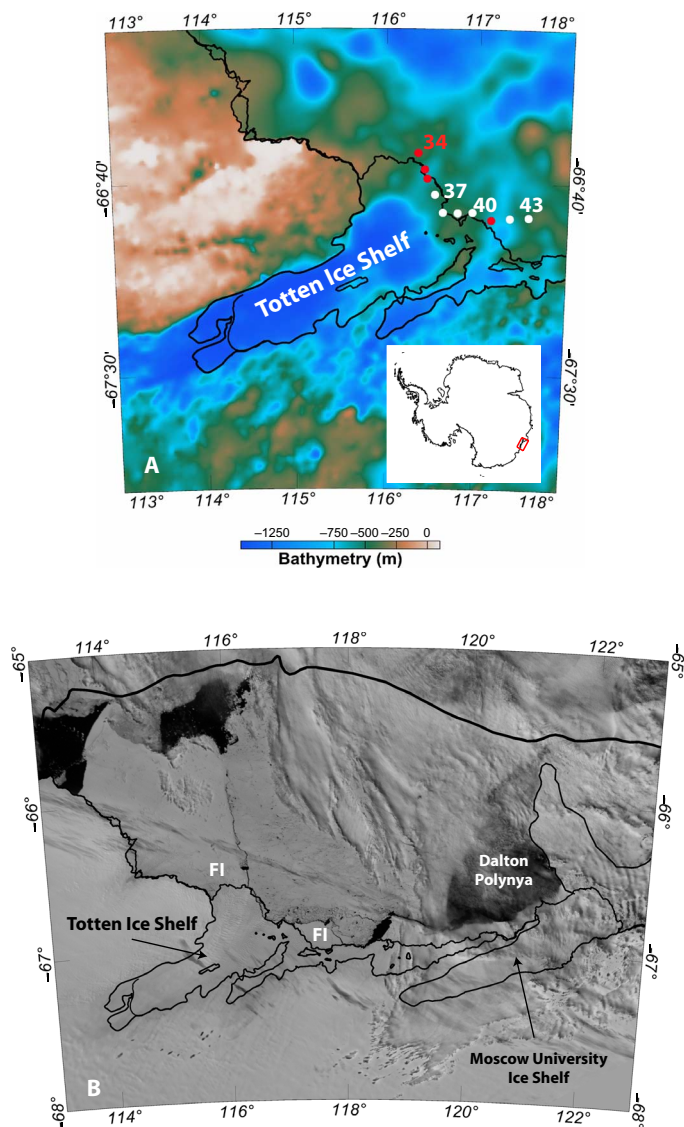 113° 114° 115° 116° 117° 118°
34
37
40 43
–66°40' –66°40'
Totten Ice Shelf
–67°30' –67°30'
A
113° 114° 115° 116° 117° 118°
–1250 –750 –500 –250 0
Bathymetry (m)
114° 116° 118° 120° 122°
–65° –65°
–66° –66°
Dalton
Polynya
FI
Totten Ice Shelf
FI
–67° –67°
Moscow University
Ice Shelf
B
–68° –68°
114° 116° 118° 120° 122°